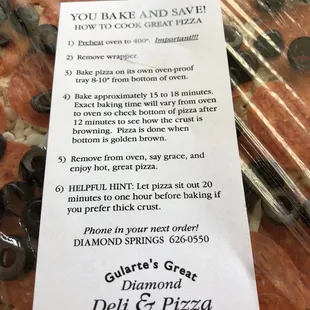 YOU BAKE AND SAVE!
HOW TO COOK GREAT PIZZA
1) Preheat oven to 400°. Important!!!
2) Remove wrapper.
3) Bake pizza on its own oven-proof
tray 8-10" from bottom of oven.
4) Bake approximately 15 to 18 minutes.
Exact baking time will vary from oven
to oven so check bottom of pizza after
12 minutes to see how the crust is
browning. Pizza is done when
bottom is golden brown.
5) Remove from oven, say grace, and
enjoy hot, great pizza.
6) HELPFUL HINT: Let pizza sit out 20
minutes to one hour before baking if
you prefer thick crust.
Phone in your next order!
DIAMOND SPRINGS 626-0550
Gularte's Great
Diamond
Deli & Pizza